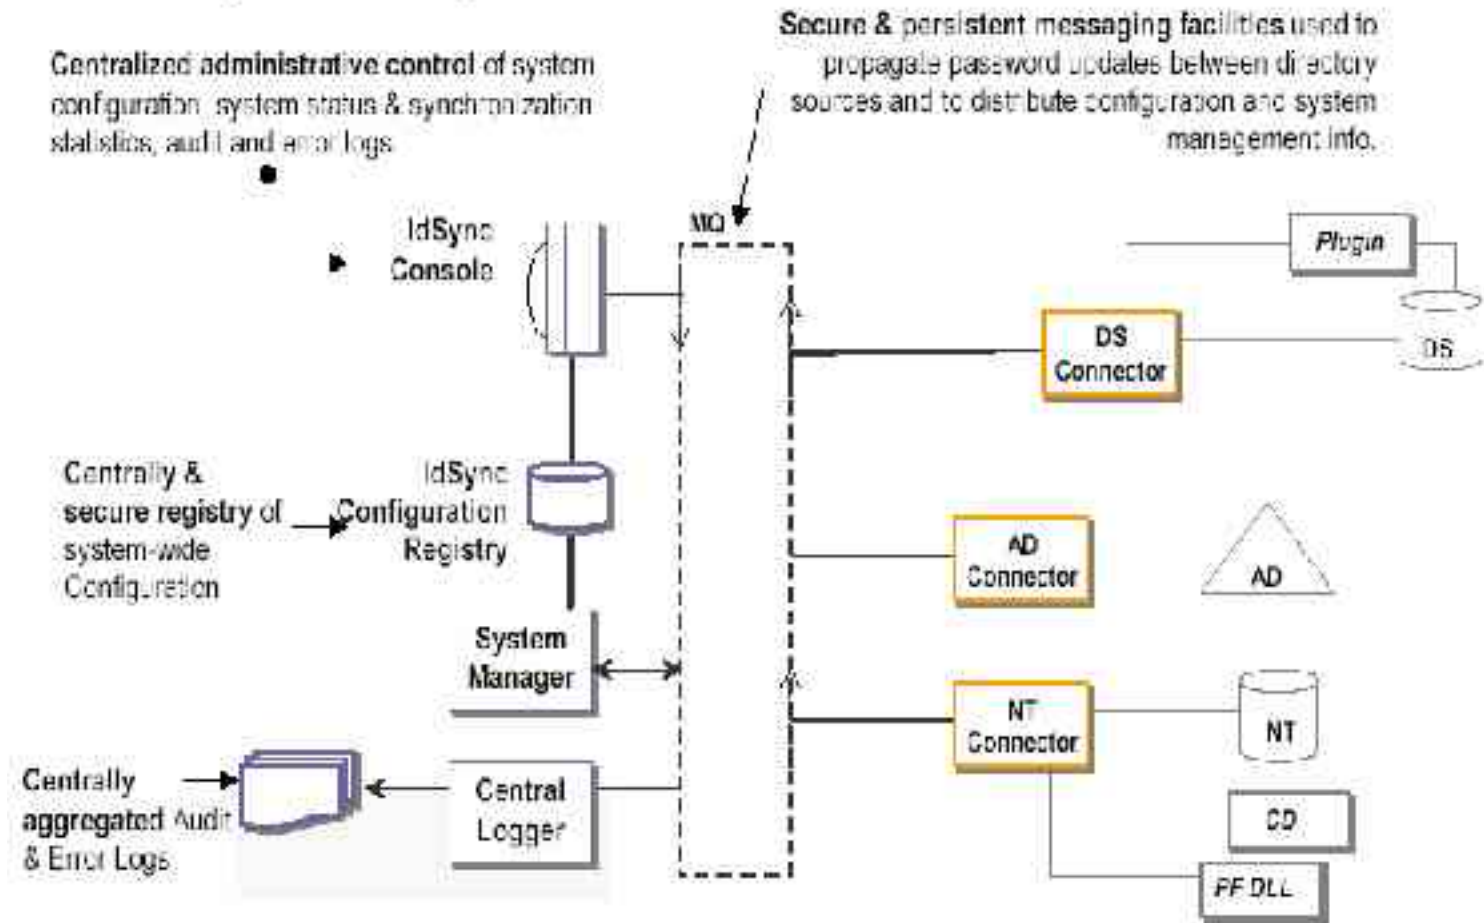 Secure & persistent messaging facilities used to
propagate password updates between directory
sources and to distribute configuration and system
management info.
Centralized administrative control of system
configuration, system status & synchronization
statistics, audit and error logs
IdSync
Console
MQ
Plugin
DS
Connector
DS
Centrally &
secure registry of
system-wide
Configuration
IdSync
Configuration
Registry
AD
Connector
AD
System
Manager
NT
Connector
NT
Centrally
aggregated Audit
& Error Logs
Central
Logger
CD
PF DLL